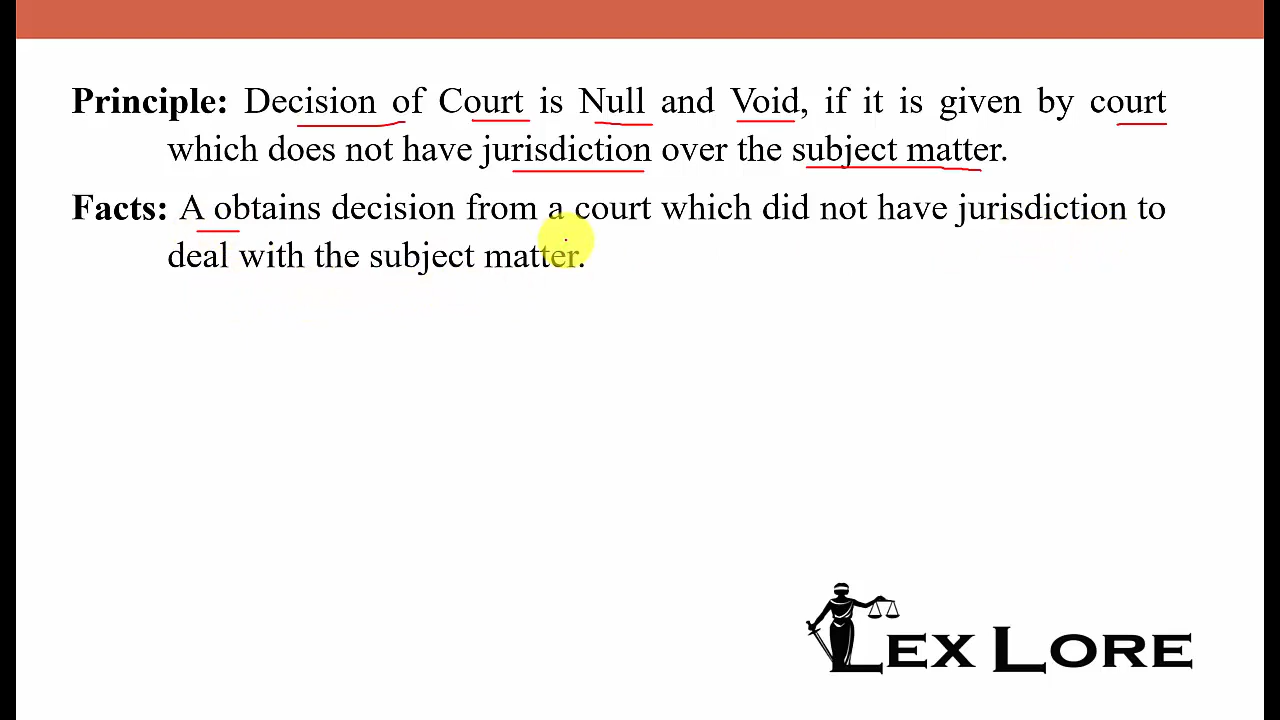 Principle: Decision of Court is Null and Void, if it is given by court
which does not have jurisdiction over the subject matter.
Facts: A obtains decision from a court which did not have jurisdiction to
deal with the subject matter.
LEX LORE